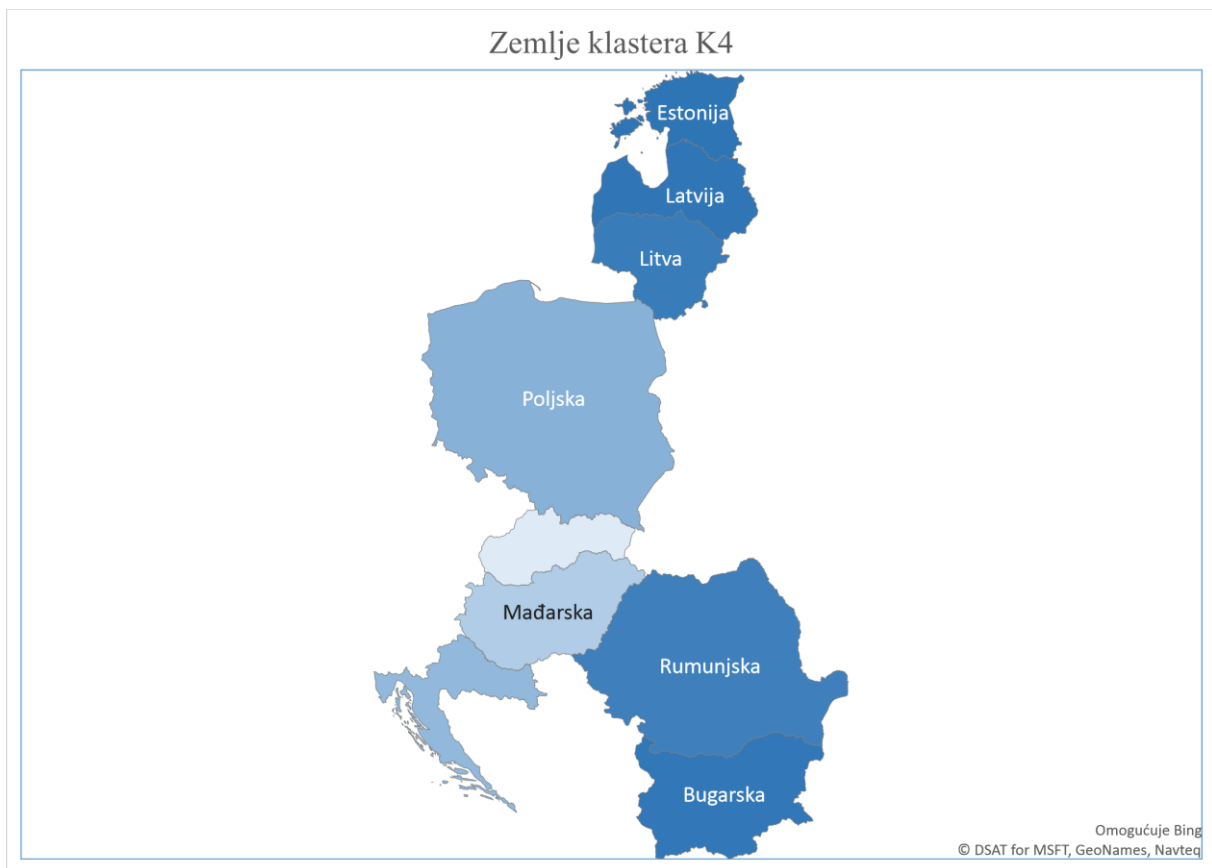 Zemlje klastera K4
Estonija
Latvija
Litva
Poljska
Mađarska
Rumunjska
Bugarska
Omogućuje Bing
© DSAT for MSFT, GeoNames, Navteq